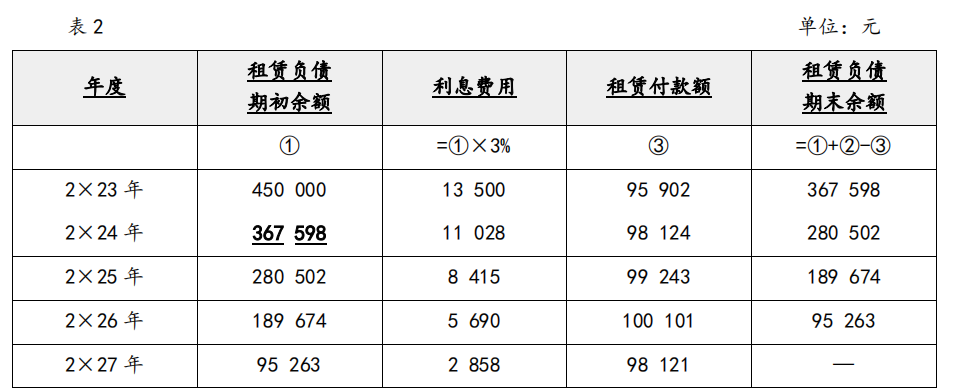 表 2 单位：元
年度 租赁负债期初余额 利息费用 租赁付款额 租赁负债期末余额
① =①×3% ③ =①+②-③
2×23 年 450 000 13 500 95 902 367 598
2×24 年 367 598 11 028 98 124 280 502
2×25 年 280 502 8 415 99 243 189 674
2×26 年 189 674 5 690 100 101 95 263
2×27 年 95 263 2 858 98 121 —